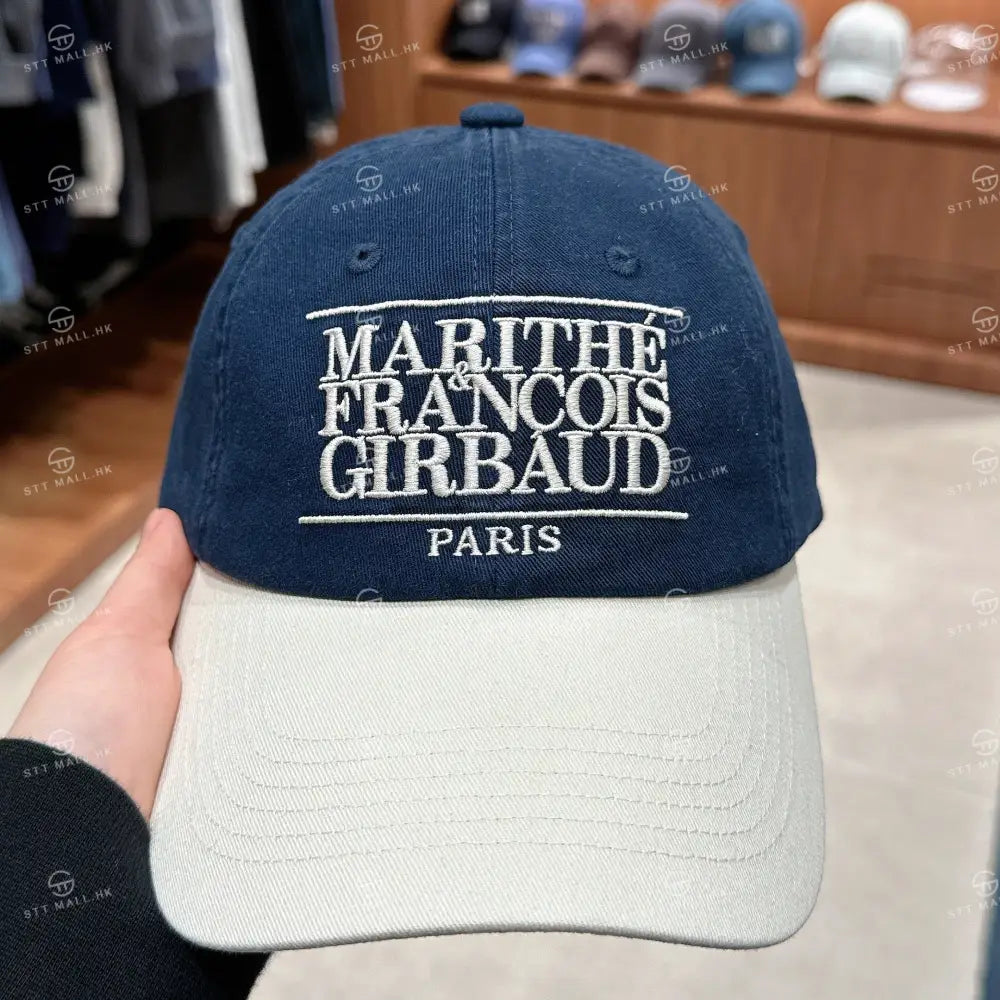 MARITHÉ
&
FRANCOIS
GIRBAUD
PARIS
STT MALL.HK